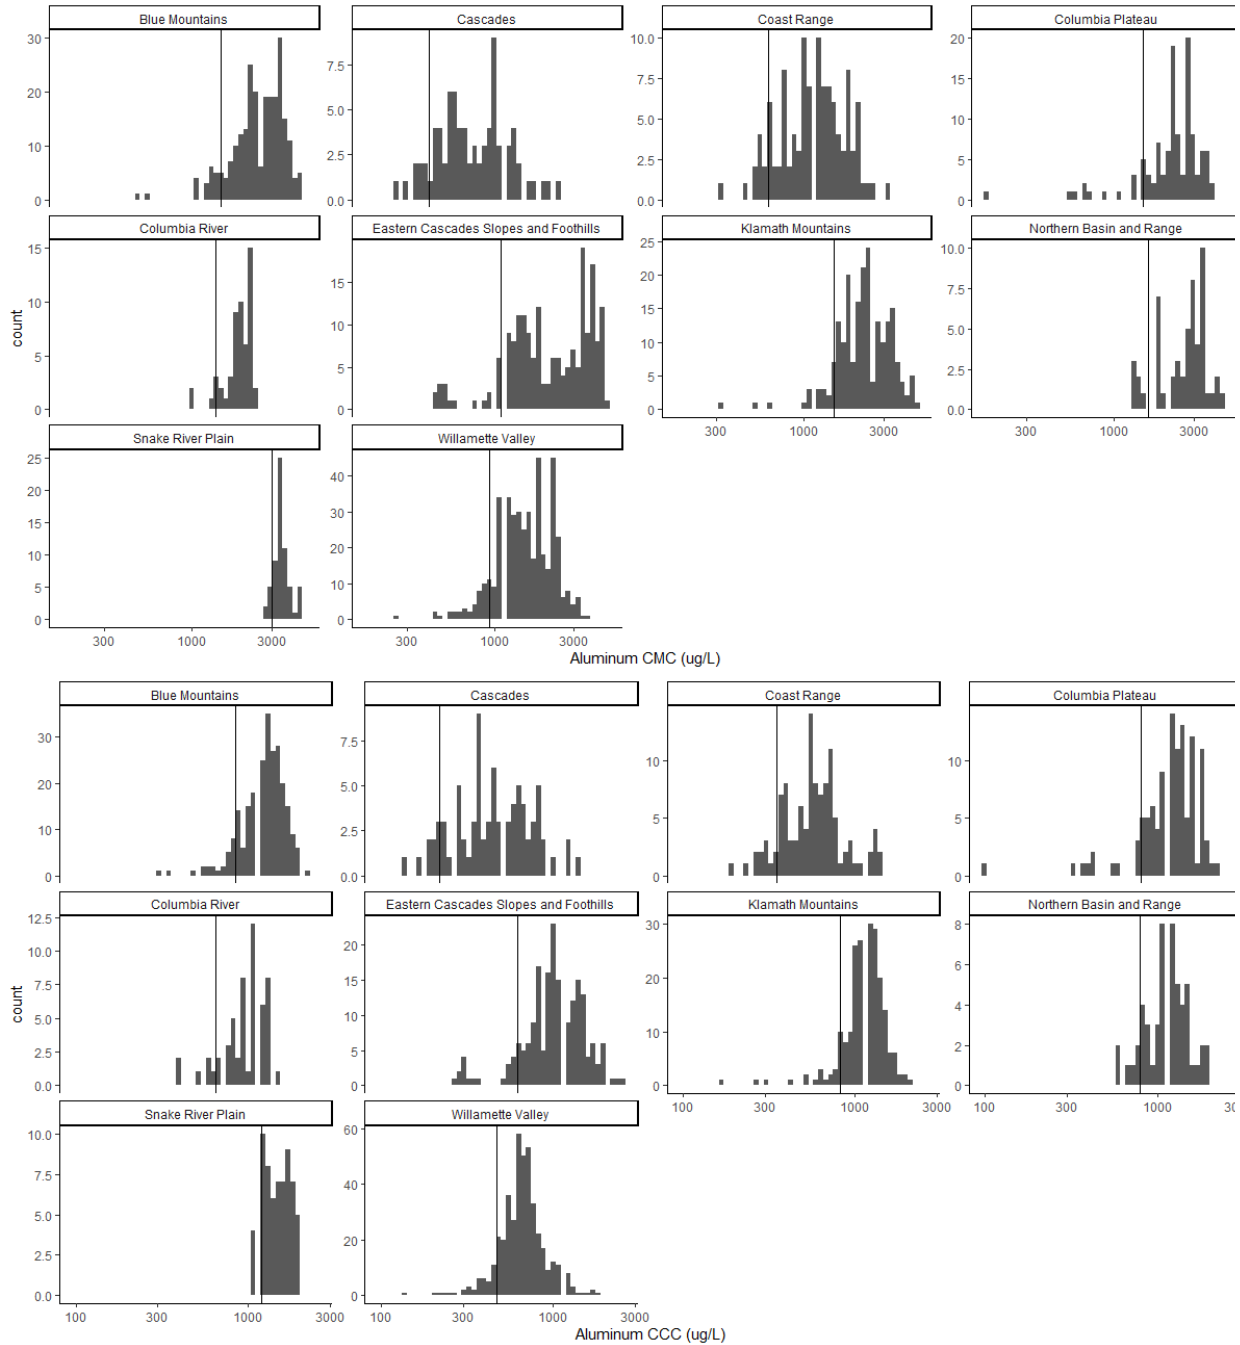 Blue Mountains Cascades Coast Range Columbia Plateau
30 20 10 0
7.5 5.0 2.5 0.0
10.0 7.5 5.0 2.5 0.0
20 15 10 5 0
Columbia River Eastern Cascades Slopes and Foothills Klamath Mountains Northern Basin and Range
count
15 10 5 0
15 10 5 0
25 20 15 10 5 0
10.0 7.5 5.0 2.5 0.0
300 1000 3000 300 1000 3000
Snake River Plain Willamette Valley
25 20 15 10 5 0
40 30 20 10 0
300 1000 3000 300 1000 3000
Aluminum CMC (ug/L)
Blue Mountains Cascades Coast Range Columbia Plateau
30 20 10 0
7.5 5.0 2.5 0.0
10 5 0
10 5 0
Columbia River Eastern Cascades Slopes and Foothills Klamath Mountains Northern Basin and Range
count
12.5 10.0 7.5 5.0 2.5 0.0
20 15 10 5 0
30 20 10 0
8 6 4 2 0
100 300 1000 3000 100 300 1000 300
Snake River Plain Willamette Valley
10.0 7.5 5.0 2.5 0.0
60 40 20 0
100 300 1000 3000 100 300 1000 3000
Aluminum CCC (ug/L)